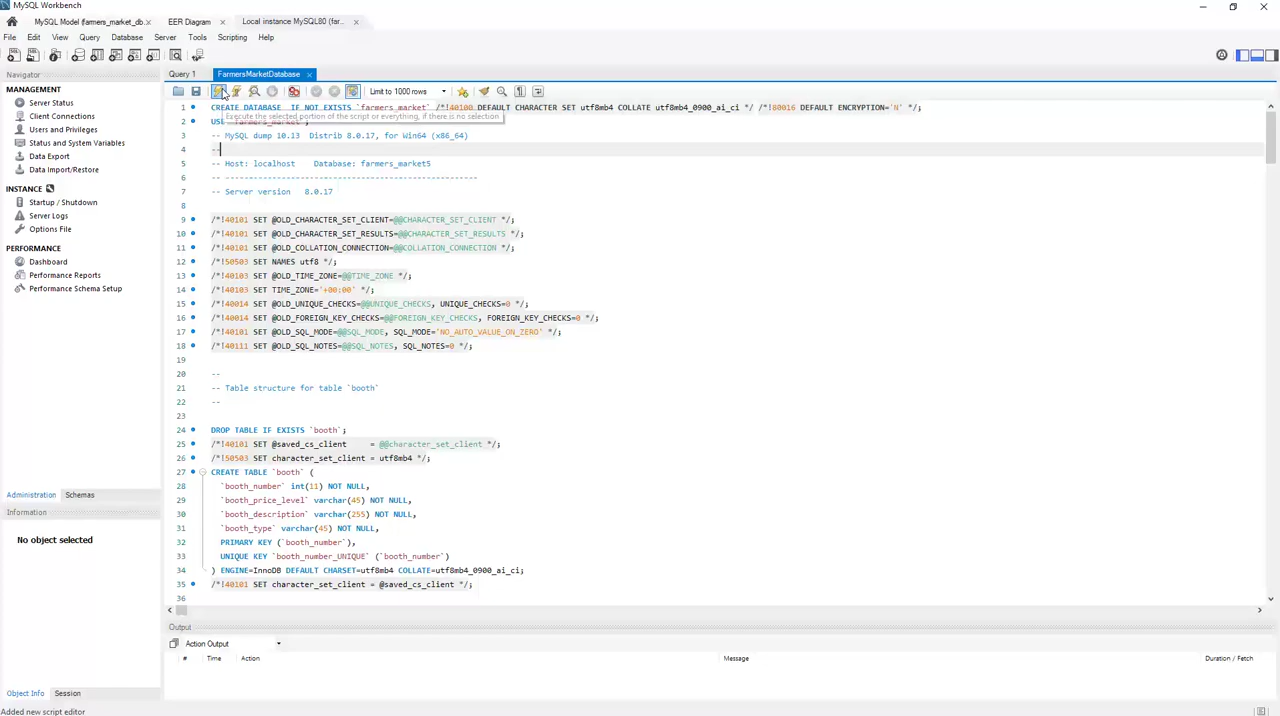 MySQL Workbench
MySQL Model (farmers_market_db.
EER Diagram
Local instance MySQL80 (far...
File Edit View Query Database Server Tools Scripting Help
Navigator
Query 1
FarmersMarketDatabase
MANAGEMENT
Server Status
Client Connections
Users and Privileges
Status and System Variables
Data Export
Data Import/Restore
INSTANCE
Startup / Shutdown
Server Logs
Options File
PERFORMANCE
Dashboard
Performance Reports
Performance Schema Setup
Administration Schemas
Information
No object selected
Object Info Session
Added new script editor
Limit to 1000 rows
1 CREATE DATABASE  IF NOT EXISTS `farmers_market` /*!40100 DEFAULT CHARACTER SET utf8mb4 COLLATE utf8mb4_0900_ai_ci */ /*!80016 DEFAULT ENCRYPTION='N' */;
Execute the selected portion of the script or everything, if there is no selection
2 USE `farmers_market`;
3 -- MySQL dump 10.13  Distrib 8.0.17, for Win64 (x86_64)
4 --
5 -- Host: localhost    Database: farmers_market5
6 -- ------------------------------------------------------
7 -- Server version	8.0.17
8
9 /*!40101 SET @OLD_CHARACTER_SET_CLIENT=@@CHARACTER_SET_CLIENT */;
10 /*!40101 SET @OLD_CHARACTER_SET_RESULTS=@@CHARACTER_SET_RESULTS */;
11 /*!40101 SET @OLD_COLLATION_CONNECTION=@@COLLATION_CONNECTION */;
12 /*!50503 SET NAMES utf8 */;
13 /*!40103 SET @OLD_TIME_ZONE=@@TIME_ZONE */;
14 /*!40103 SET TIME_ZONE='+00:00' */;
15 /*!40014 SET @OLD_UNIQUE_CHECKS=@@UNIQUE_CHECKS, UNIQUE_CHECKS=0 */;
16 /*!40014 SET @OLD_FOREIGN_KEY_CHECKS=@@FOREIGN_KEY_CHECKS, FOREIGN_KEY_CHECKS=0 */;
17 /*!40101 SET @OLD_SQL_MODE=@@SQL_MODE, SQL_MODE='NO_AUTO_VALUE_ON_ZERO' */;
18 /*!40111 SET @OLD_SQL_NOTES=@@SQL_NOTES, SQL_NOTES=0 */;
19
20 --
21 -- Table structure for table `booth`
22 --
23
24 DROP TABLE IF EXISTS `booth`;
25 /*!40101 SET @saved_cs_client     = @@character_set_client */;
26 /*!50503 SET character_set_client = utf8mb4 */;
27 CREATE TABLE `booth` (
28 `booth_number` int(11) NOT NULL,
29 `booth_price_level` varchar(45) NOT NULL,
30 `booth_description` varchar(255) NOT NULL,
31 `booth_type` varchar(45) NOT NULL,
32 PRIMARY KEY (`booth_number`),
33 UNIQUE KEY `booth_number_UNIQUE` (`booth_number`)
34 ) ENGINE=InnoDB DEFAULT CHARSET=utf8mb4 COLLATE=utf8mb4_0900_ai_ci;
35 /*!40101 SET character_set_client = @saved_cs_client */;
36
Output
Action Output
# Time Action Message Duration / Fetch